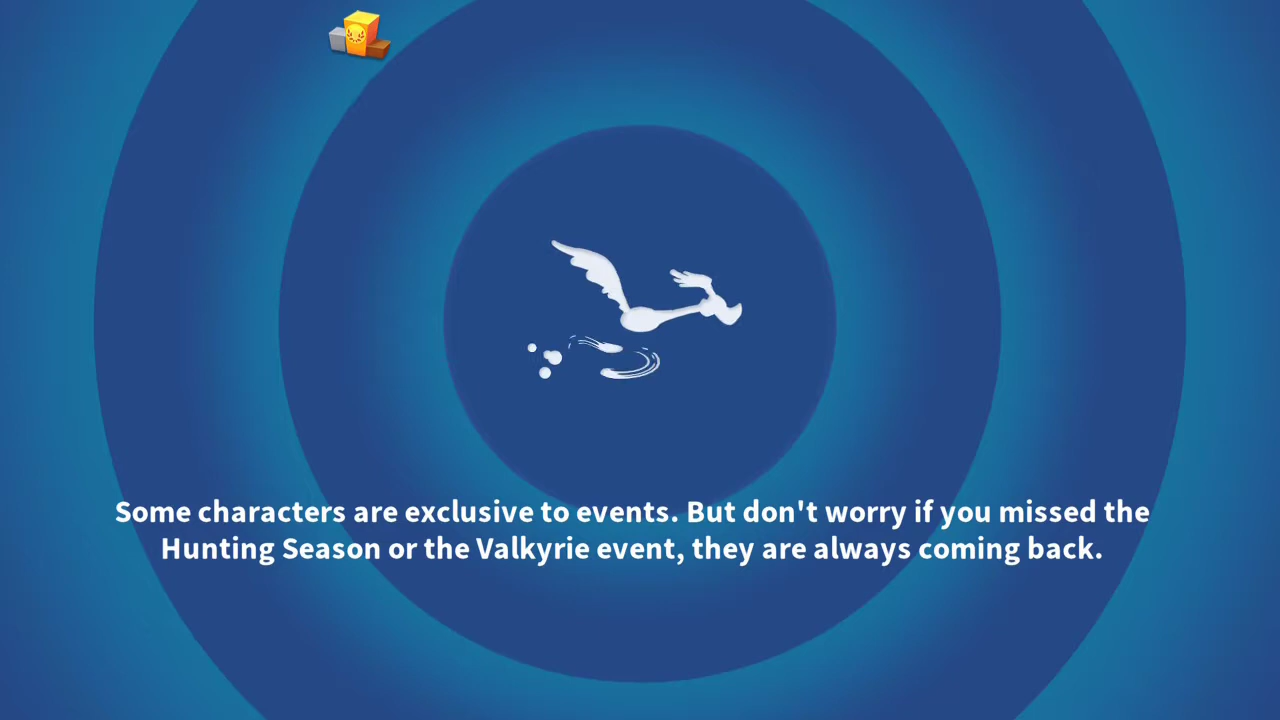 Some characters are exclusive to events. But don't worry if you missed the
Hunting Season or the Valkyrie event, they are always coming back.